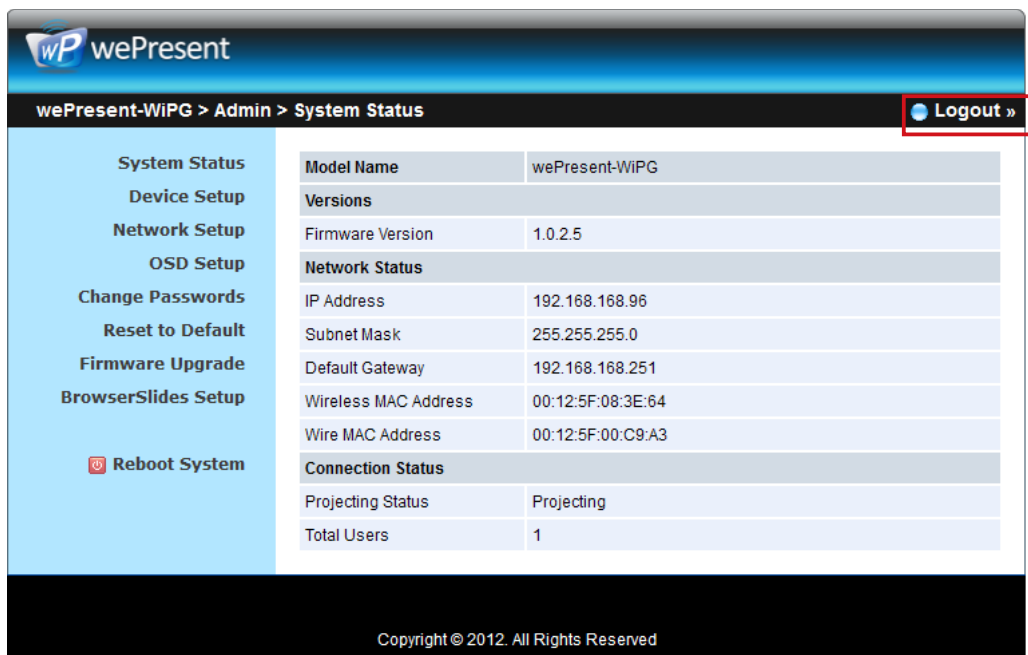 wP wePresent
wePresent-WiPG > Admin > System Status
Logout »
System Status
Device Setup
Network Setup
OSD Setup
Change Passwords
Reset to Default
Firmware Upgrade
BrowserSlides Setup
Reboot System
Model Name wePresent-WiPG
Versions
Firmware Version 1.0.2.5
Network Status
IP Address 192.168.168.96
Subnet Mask 255.255.255.0
Default Gateway 192.168.168.251
Wireless MAC Address 00:12:5F:08:3E:64
Wire MAC Address 00:12:5F:00:C9:A3
Connection Status
Projecting Status Projecting
Total Users 1
Copyright © 2012. All Rights Reserved